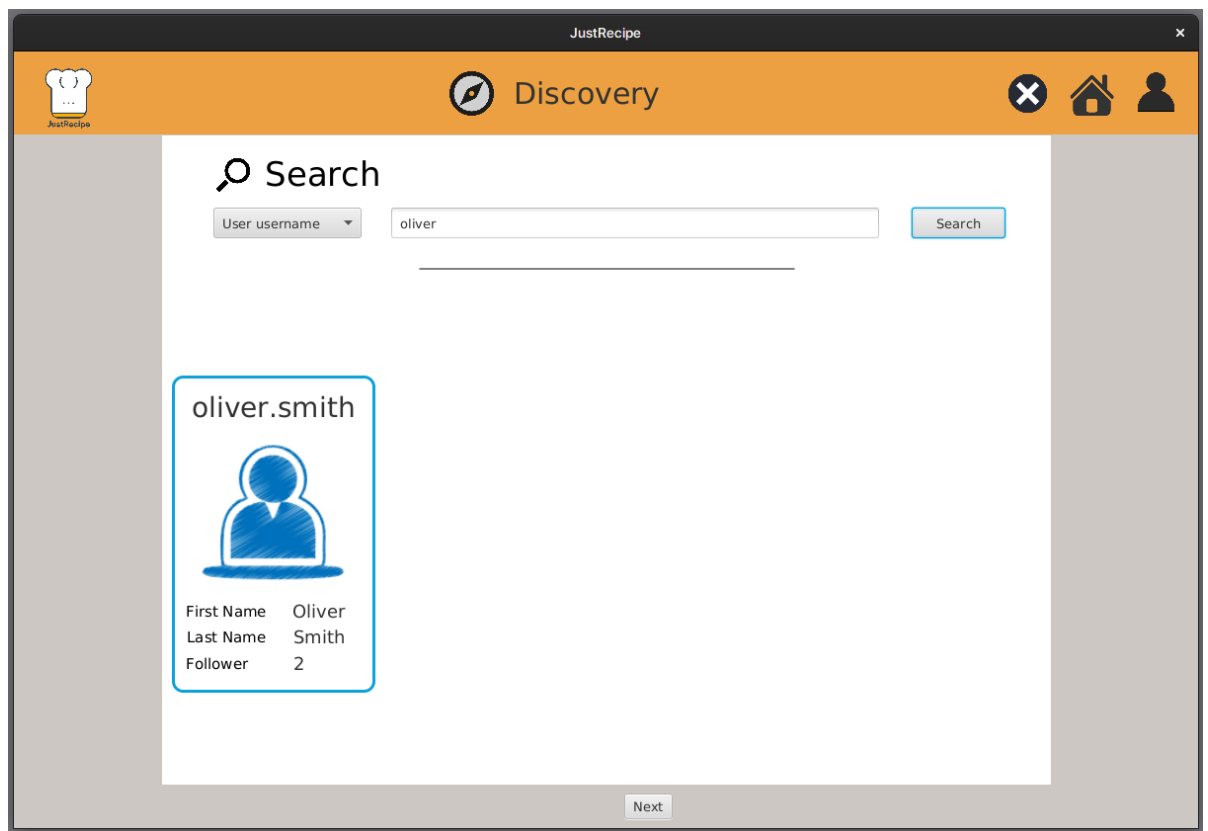 JustRecipe
{ }
...
JustRecipe
Discovery
Search
User username
oliver
Search
oliver.smith
First Name Oliver
Last Name Smith
Follower 2
Next